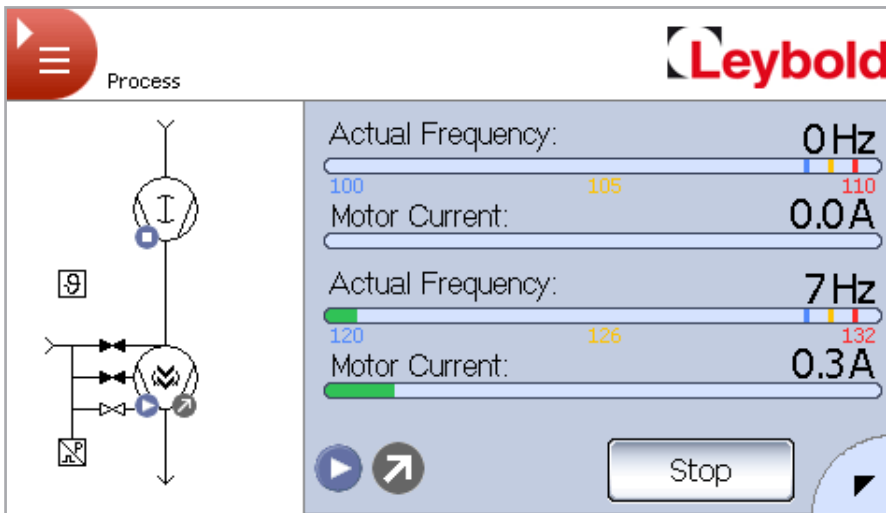 Process
Leybold
Actual Frequency: 0 Hz
100 105 110
Motor Current: 0.0 A
Actual Frequency: 7 Hz
120 126 132
Motor Current: 0.3 A
ϑ
P
Stop